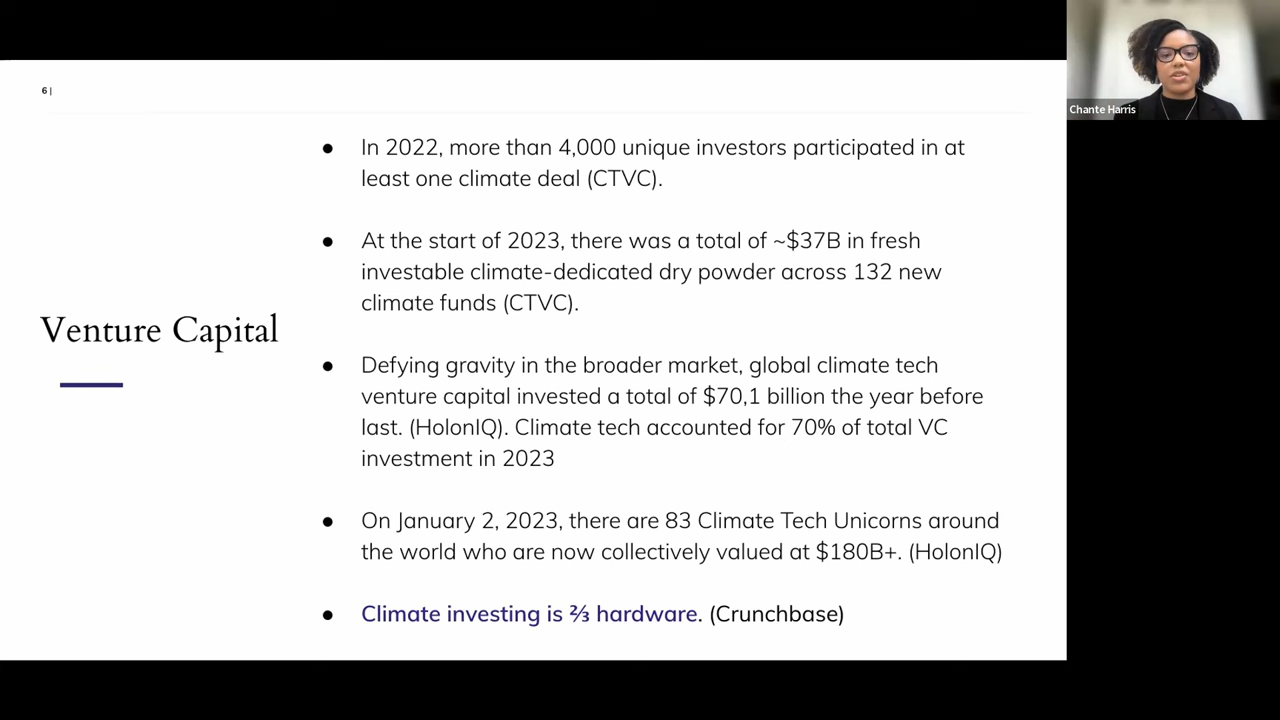 6 |
Chante Harris
● In 2022, more than 4,000 unique investors participated in at
least one climate deal (CTVC).
● At the start of 2023, there was a total of ~$37B in fresh
investable climate-dedicated dry powder across 132 new
climate funds (CTVC).
Venture Capital
● Defying gravity in the broader market, global climate tech
venture capital invested a total of $70,1 billion the year before
last. (HolonIQ). Climate tech accounted for 70% of total VC
investment in 2023
● On January 2, 2023, there are 83 Climate Tech Unicorns around
the world who are now collectively valued at $180B+. (HolonIQ)
● Climate investing is ⅔ hardware. (Crunchbase)